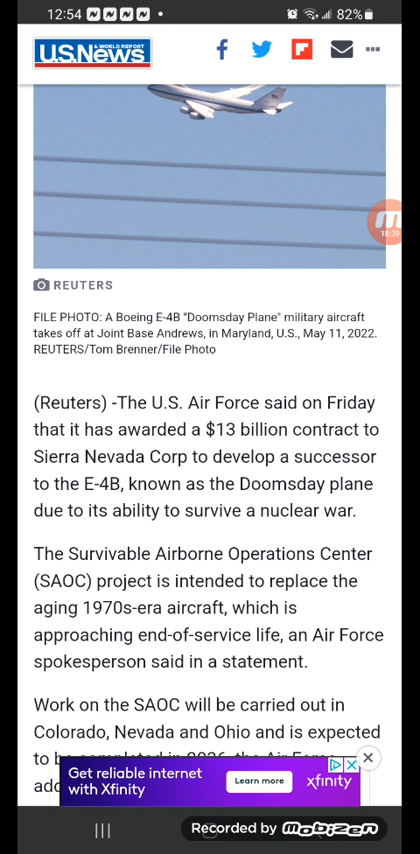 12:54
82%
U.S.News
& WORLD REPORT
18:39
REUTERS
FILE PHOTO: A Boeing E-4B "Doomsday Plane" military aircraft
takes off at Joint Base Andrews, in Maryland, U.S., May 11, 2022.
REUTERS/Tom Brenner/File Photo
(Reuters) -The U.S. Air Force said on Friday
that it has awarded a $13 billion contract to
Sierra Nevada Corp to develop a successor
to the E-4B, known as the Doomsday plane
due to its ability to survive a nuclear war.
The Survivable Airborne Operations Center
(SAOC) project is intended to replace the
aging 1970s-era aircraft, which is
approaching end-of-service life, an Air Force
spokesperson said in a statement.
Work on the SAOC will be carried out in
Colorado, Nevada and Ohio and is expected
to
Get reliable internet
with Xfinity
Learn more
xfinity
Recorded by mobizen